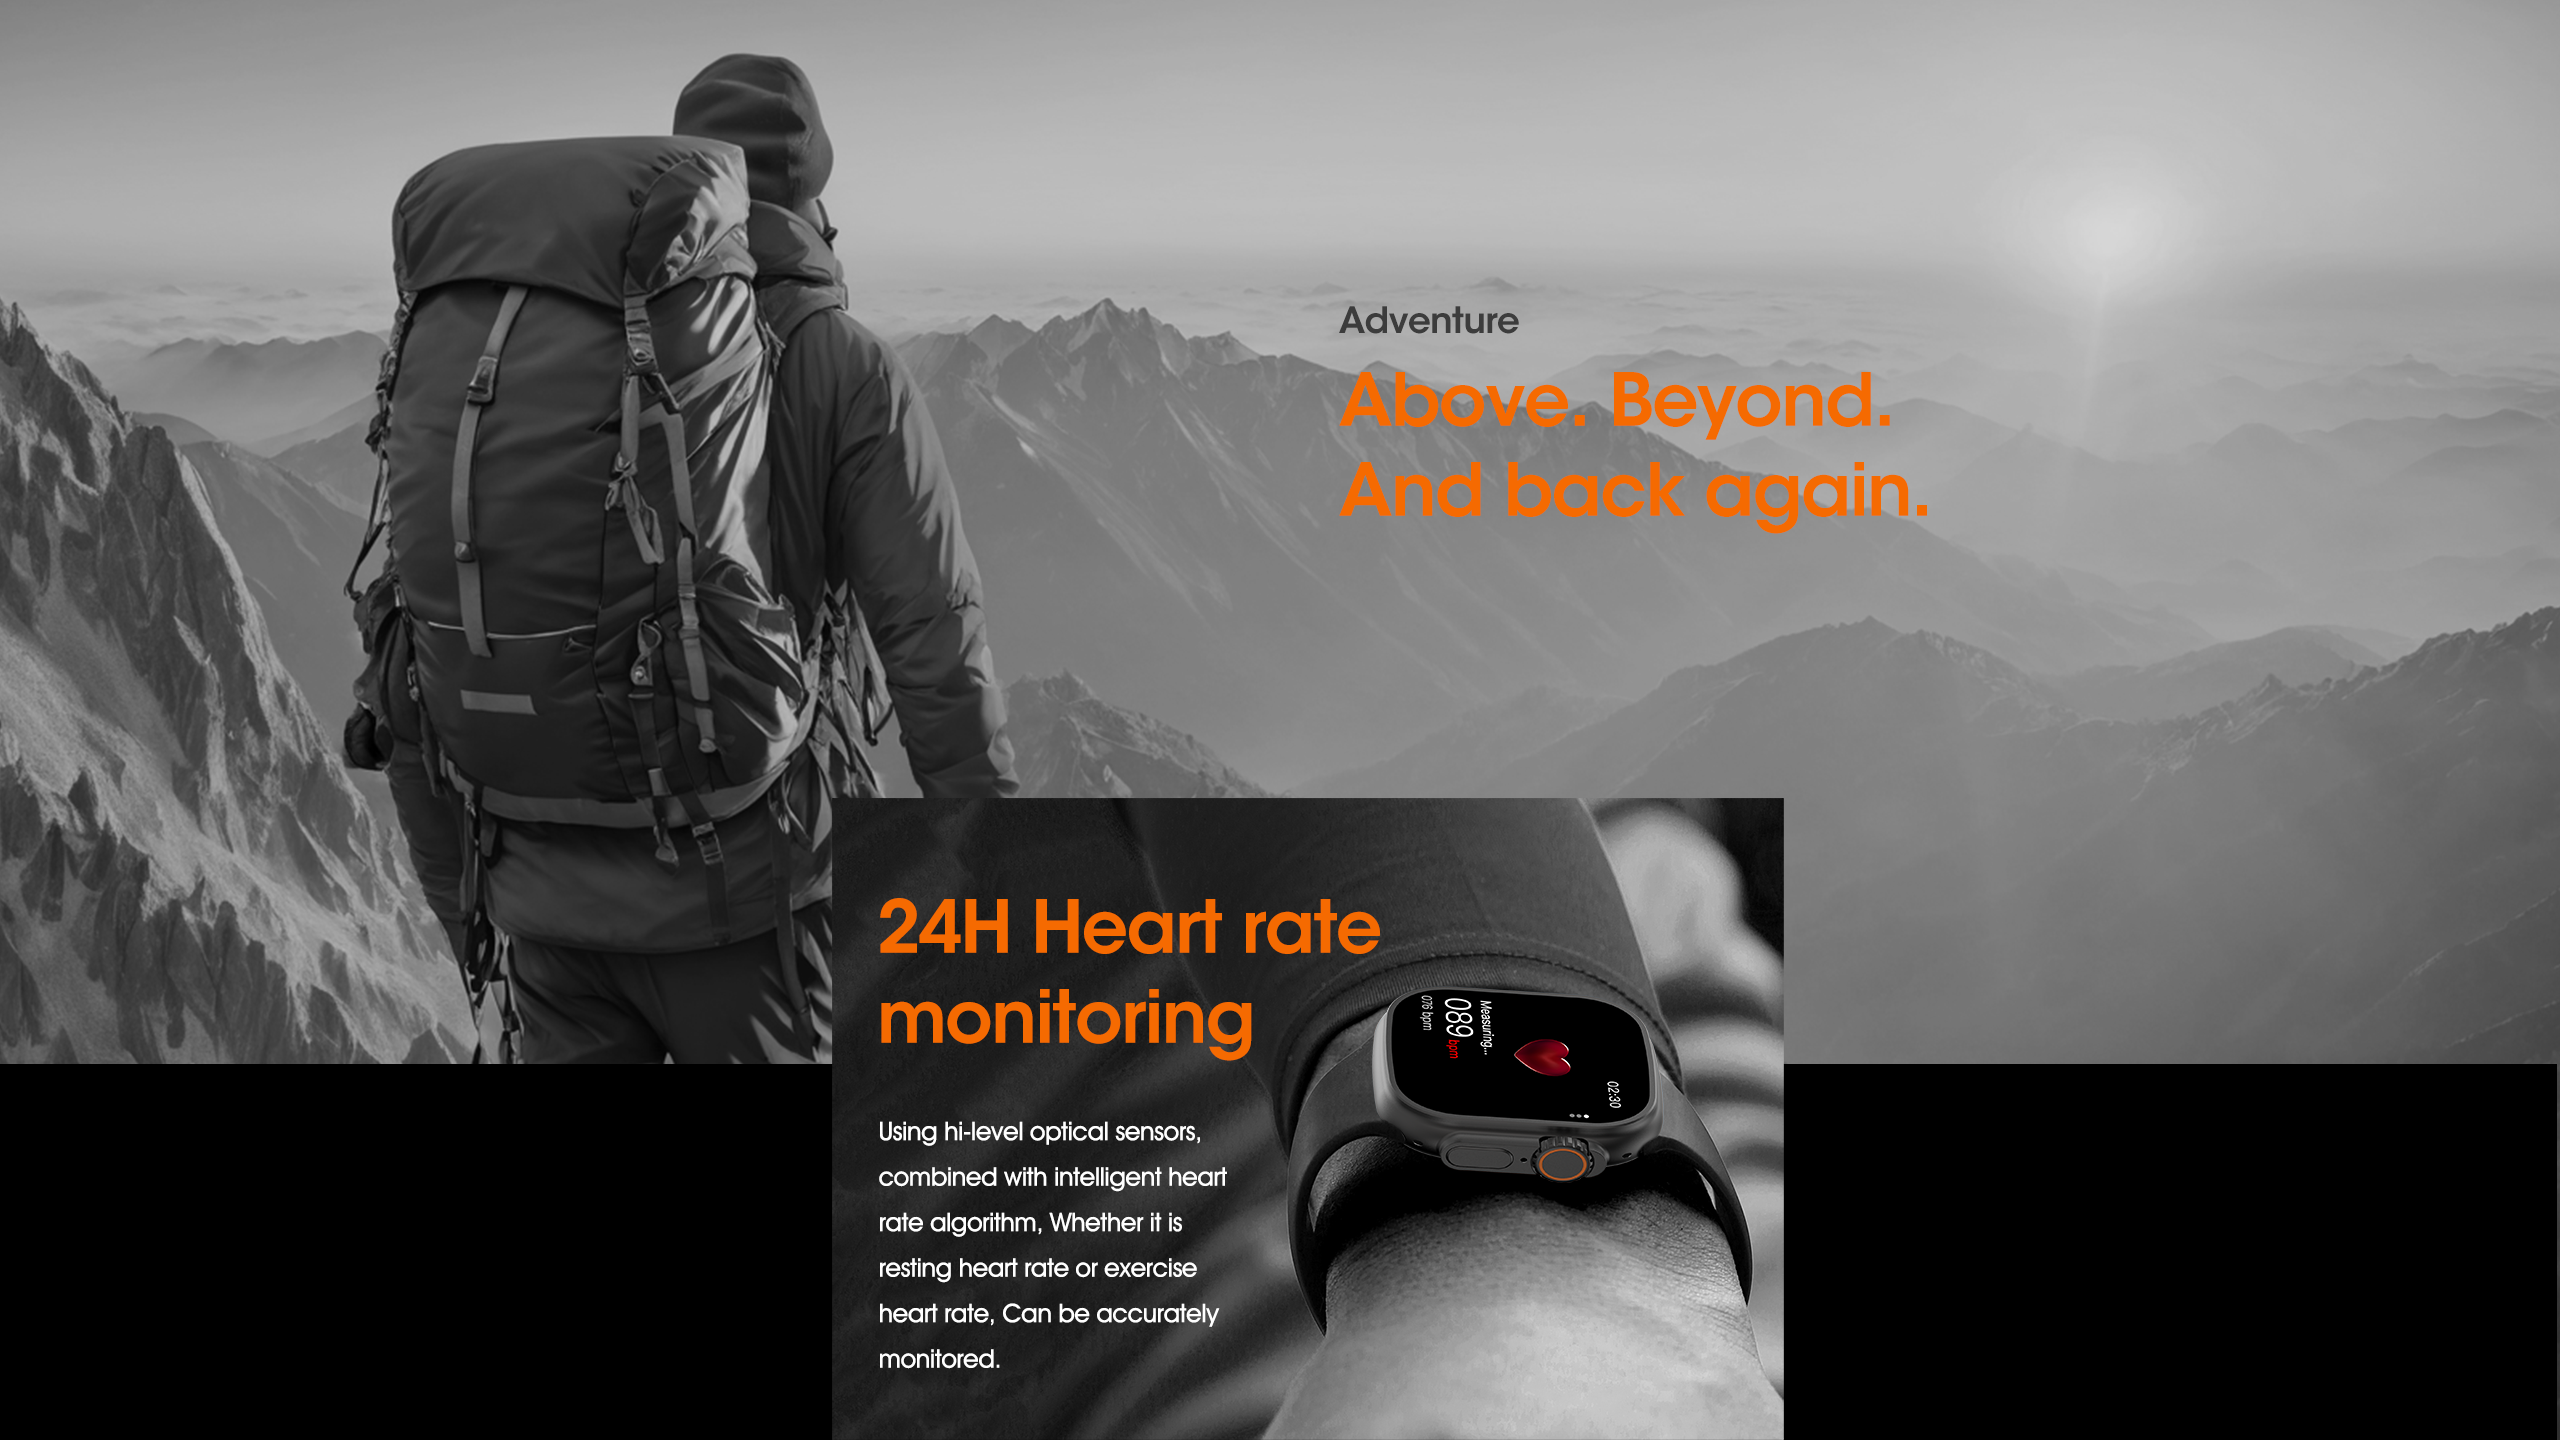 Adventure
Above. Beyond.
And back again.
24H Heart rate
monitoring
Using hi-level optical sensors,
combined with intelligent heart
rate algorithm, Whether it is
resting heart rate or exercise
heart rate, Can be accurately
monitored.
02:30
Measuring...
089 bpm
076 bpm